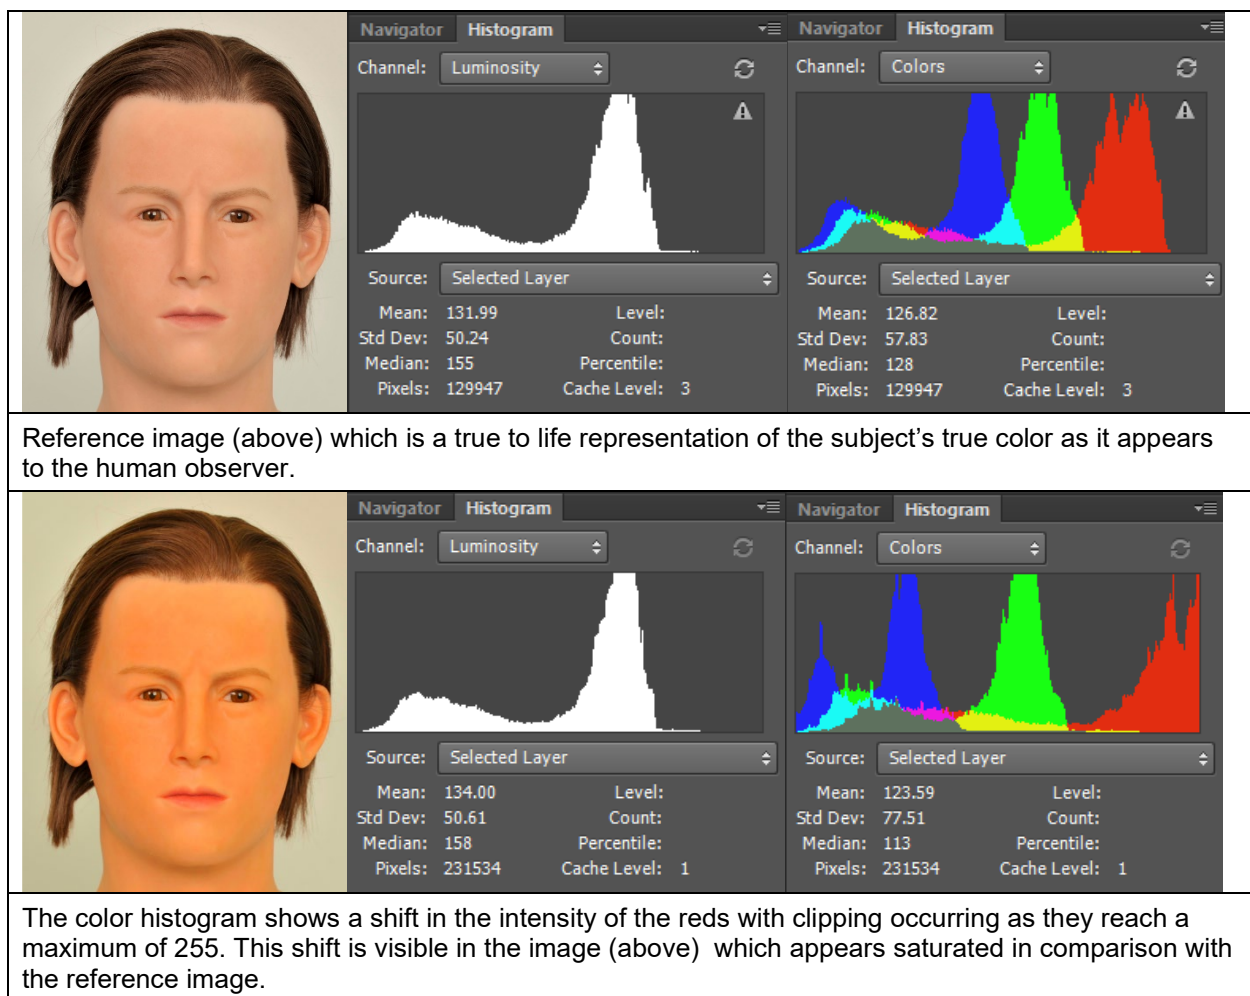 Navigator Histogram
Channel: Luminosity
Source: Selected Layer
Mean: 131.99 Level:
Std Dev: 50.24 Count:
Median: 155 Percentile:
Pixels: 129947 Cache Level: 3
Navigator Histogram
Channel: Colors
Source: Selected Layer
Mean: 126.82 Level:
Std Dev: 57.83 Count:
Median: 128 Percentile:
Pixels: 129947 Cache Level: 3
Reference image (above) which is a true to life representation of the subject’s true color as it appears
to the human observer.
Navigator Histogram
Channel: Luminosity
Source: Selected Layer
Mean: 134.00 Level:
Std Dev: 50.61 Count:
Median: 158 Percentile:
Pixels: 231534 Cache Level: 1
Navigator Histogram
Channel: Colors
Source: Selected Layer
Mean: 123.59 Level:
Std Dev: 77.51 Count:
Median: 113 Percentile:
Pixels: 231534 Cache Level: 1
The color histogram shows a shift in the intensity of the reds with clipping occurring as they reach a
maximum of 255. This shift is visible in the image (above) which appears saturated in comparison with
the reference image.